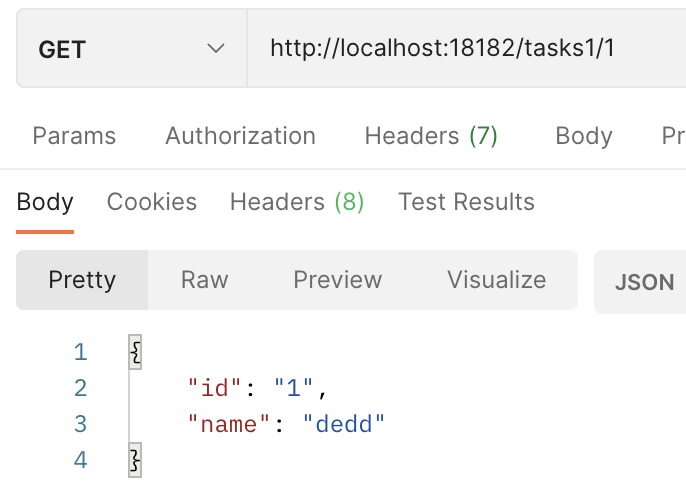 GET http://localhost:18182/tasks1/1
Params Authorization Headers (7) Body Pr
Body Cookies Headers (8) Test Results
Pretty Raw Preview Visualize JSON
1 {
2 "id": "1",
3 "name": "dedd"
4 }